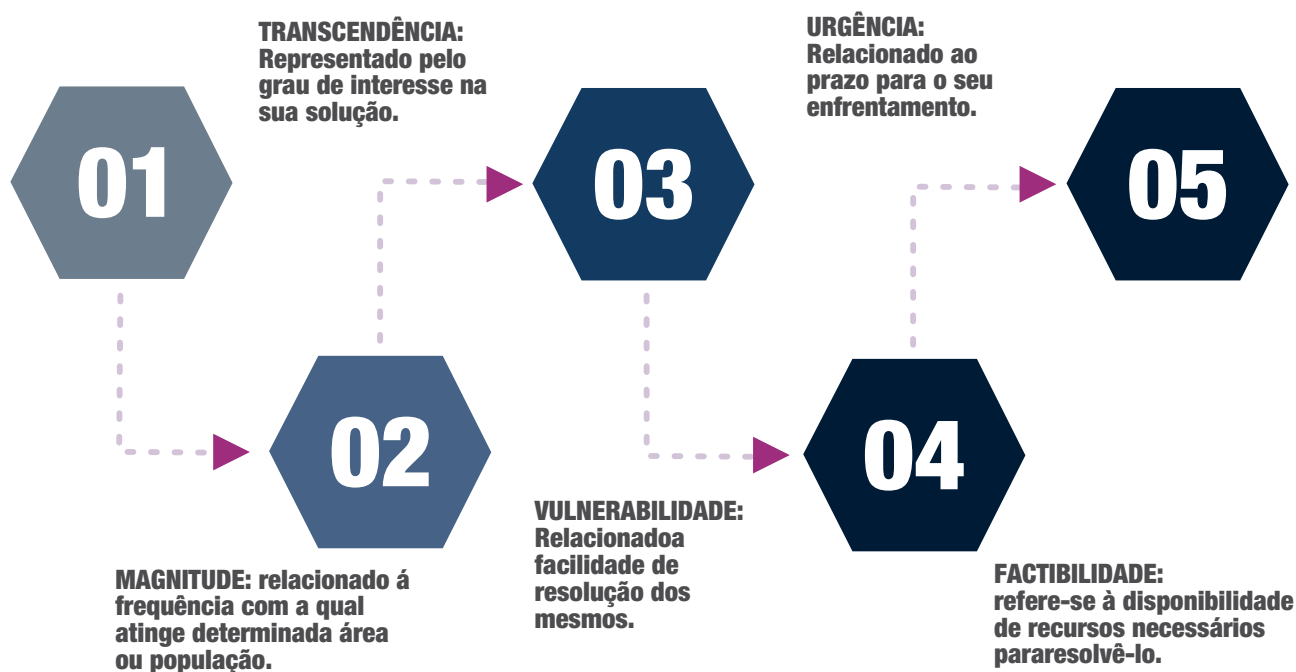 01
MAGNITUDE: relacionado á
frequência com a qual
atinge determinada área
ou população.
02
TRANSCENDÊNCIA:
Representado pelo
grau de interesse na
sua solução.
03
VULNERABILIDADE:
Relacionadoa
facilidade de
resolução dos
mesmos.
04
URGÊNCIA:
Relacionado ao
prazo para o seu
enfrentamento.
05
FACTIBILIDADE:
refere-se à disponibilidade
de recursos necessários
pararesolvê-lo.